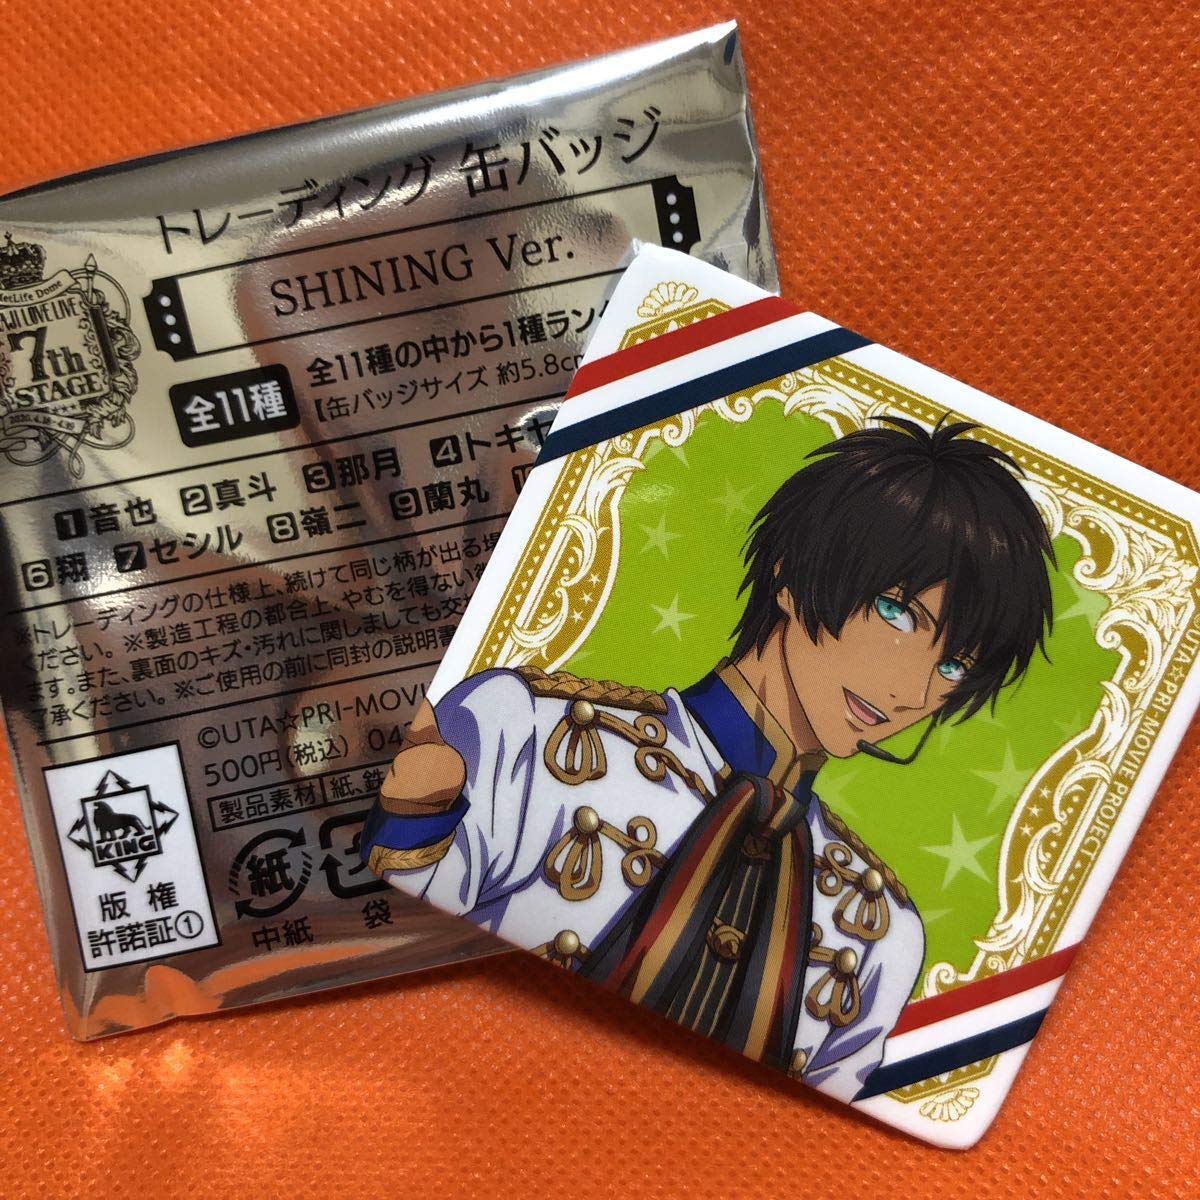 トレーディング 缶バッジ
SHINING Ver.
MetLife Dome
LOVE LIVE
7th
STAGE
全11種
全11種の中から1種ラン
【缶バッジサイズ 約5.8cm
1音也 2真斗 3那月 4トキヤ
6翔 7セシル 8嶺二 9蘭丸
※トレーディングの仕様上、続けて同じ柄が出る場
ください。※製造工程の都合上、やむを得ない
ます。また、裏面のキズ・汚れに関しましても交
了承ください。※ご使用の前に同封の説明書
©UTA☆PRI-MOVI
500円(税込) 04
製品素材 紙、鉄
KING
版権
許諾証①
紙
中紙
袋
UTA☆PRI-MOVIE PROJECT